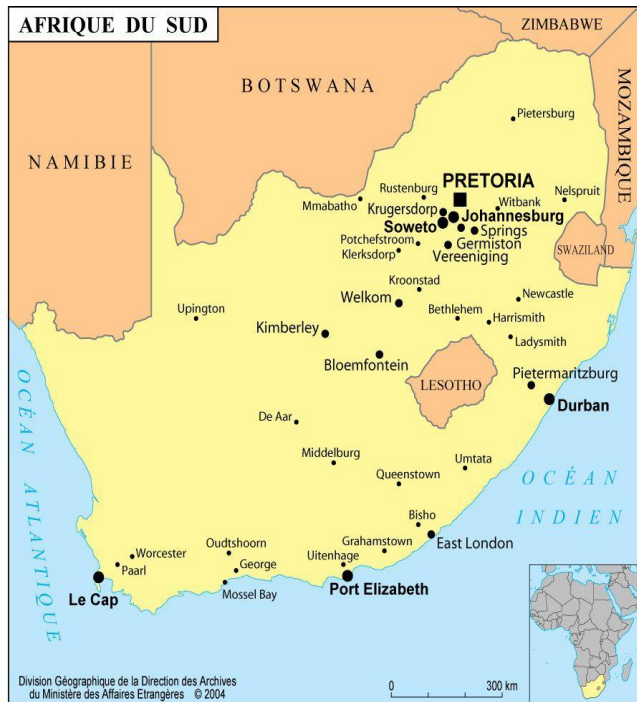 AFRIQUE DU SUD
ZIMBABWE
BOTSWANA
MOZAMBIQUE
NAMIBIE
Pietersburg
PRETORIA
Rustenburg
Nelspruit
Mmabatho
Witbank
Krugersdorp
Johannesburg
Soweto
Springs
Potchefstroom
Germiston
SWAZILAND
Klerksdorp
Vereeniging
Kroonstad
Newcastle
Welkom
Upington
Bethlehem
Harrismith
Kimberley
Ladysmith
Bloemfontein
LESOTHO
Pietermaritzburg
Durban
De Aar
OCÉAN ATLANTIQUE
Middelburg
Umtata
OCÉAN
INDIEN
Queenstown
Bisho
East London
Grahamstown
Worcester
Oudtshoorn
Uitenhage
Paarl
George
Le Cap
Mossel Bay
Port Elizabeth
Division Géographique de la Direction des Archives
du Ministère des Affaires Etrangères © 2004
0 300 km